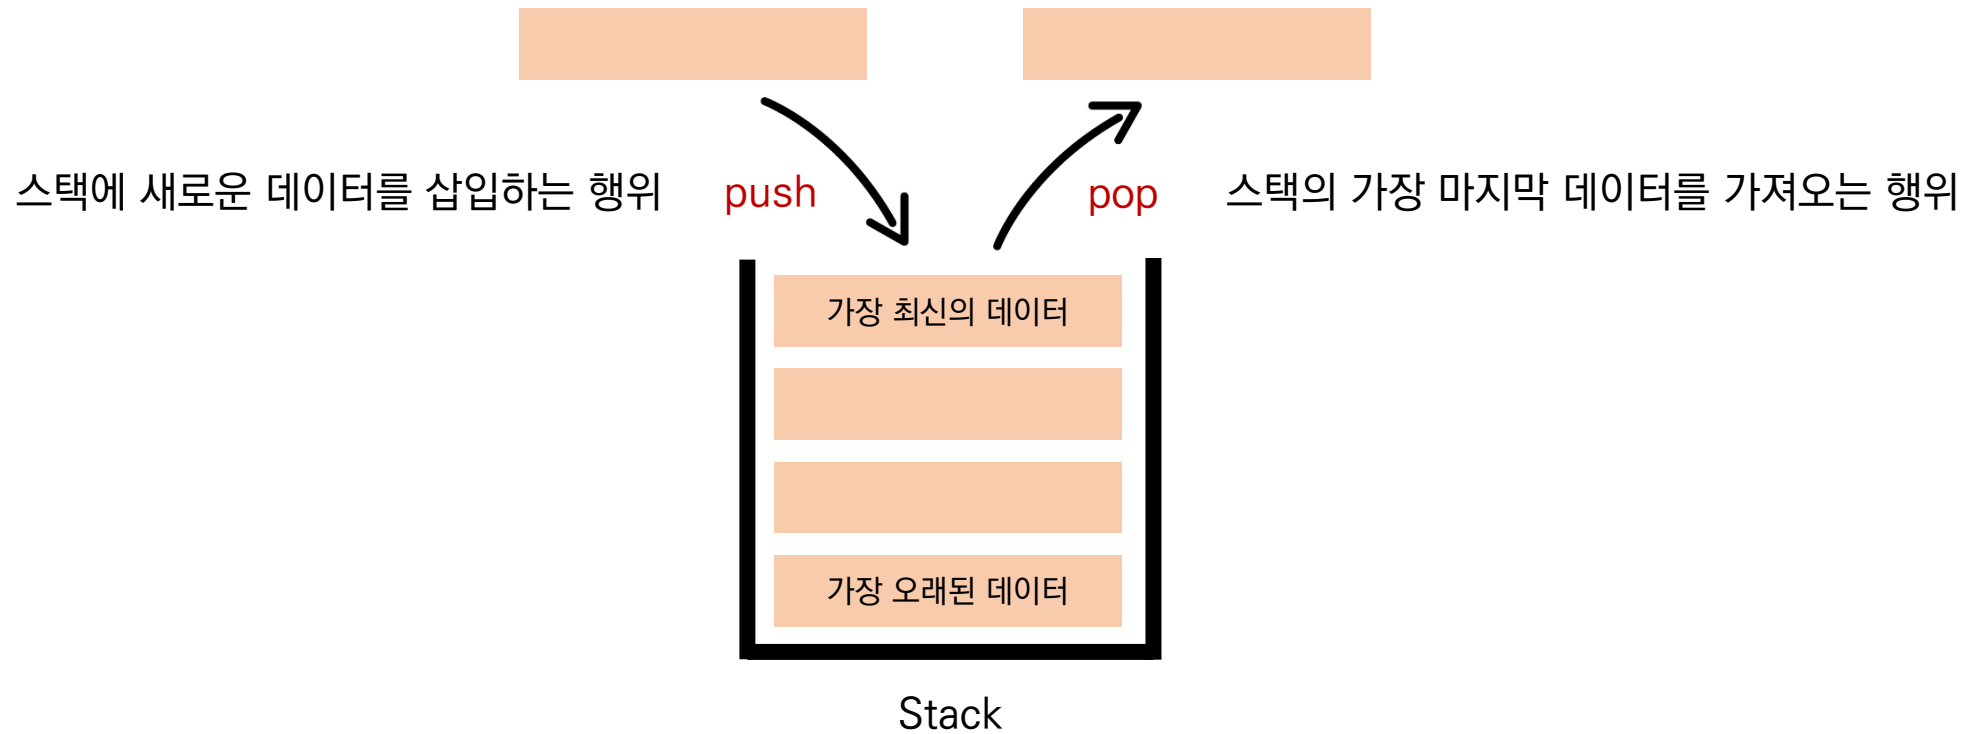 스택에 새로운 데이터를 삽입하는 행위
push
pop
스택의 가장 마지막 데이터를 가져오는 행위
가장 최신의 데이터
가장 오래된 데이터
Stack